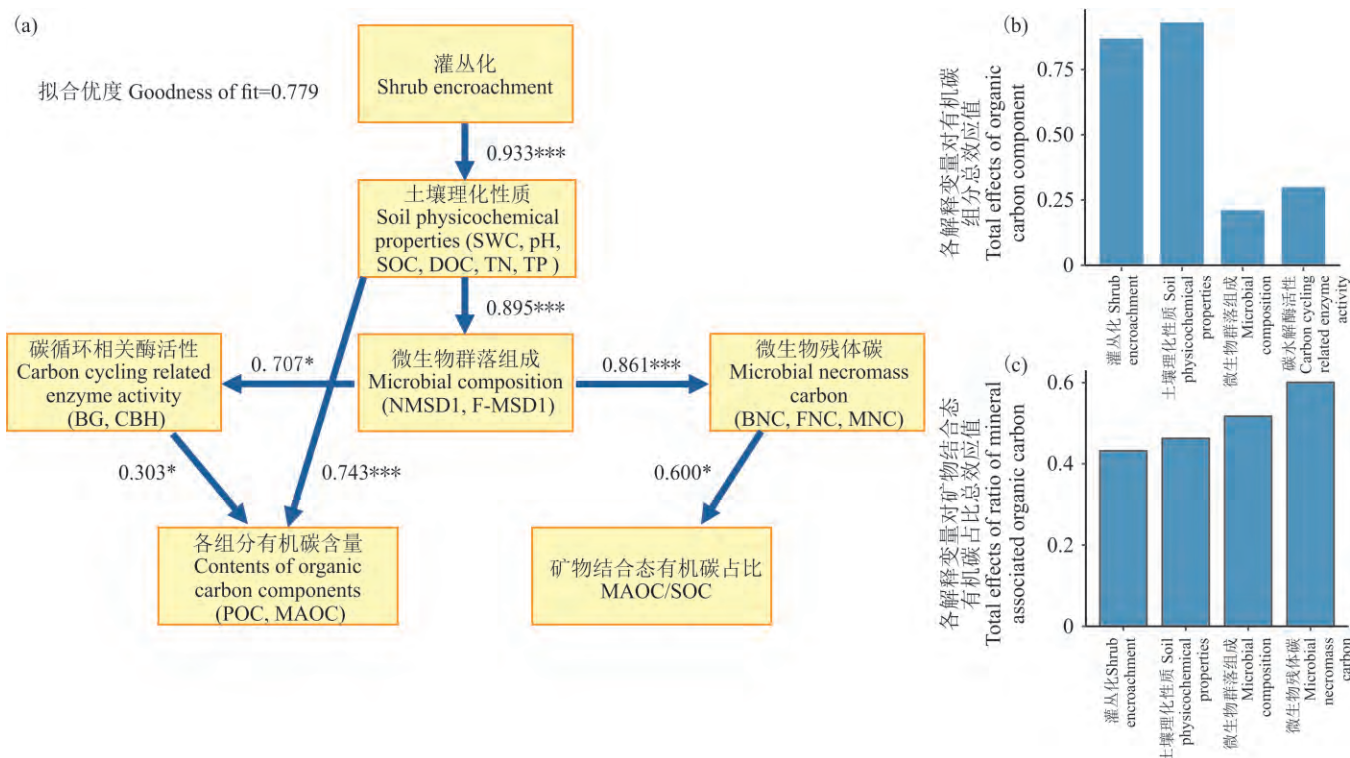 (a)
拟合优度 Goodness of fit=0.779
灌丛化
Shrub encroachment
0.933***
土壤理化性质
Soil physicochemical
properties (SWC, pH,
SOC, DOC, TN, TP )
0.895***
碳循环相关酶活性
Carbon cycling related
enzyme activity
(BG, CBH)
0. 707*
微生物群落组成
Microbial composition
(NMSD1, F-MSD1)
0.861***
微生物残体碳
Microbial necromass
carbon
(BNC, FNC, MNC)
0.303*
0.743***
0.600*
各组分有机碳含量
Contents of organic
carbon components
(POC, MAOC)
矿物结合态有机碳占比
MAOC/SOC
(b)
各解释变量对有机碳
组分总效应值
Total effects of organic
carbon component
0.75
0.50
0.25
0
灌丛化 Shrub
encroachment
土壤理化性质 Soil
physicochemical
properties
微生物群落组成
Microbial
composition
碳水解酶活性
Carbon cycling
related enzyme
activity
(c)
各解释变量对矿物结合态
有机碳占比总效应值
Total effects of ratio of mineral
associated organic carbon
0.6
0.4
0.2
0
灌丛化Shrub
encroachment
土壤理化性质 Soil
physicochemical
properties
微生物群落组成
Microbial
composition
微生物残体碳
Microbial
necromass
carbon